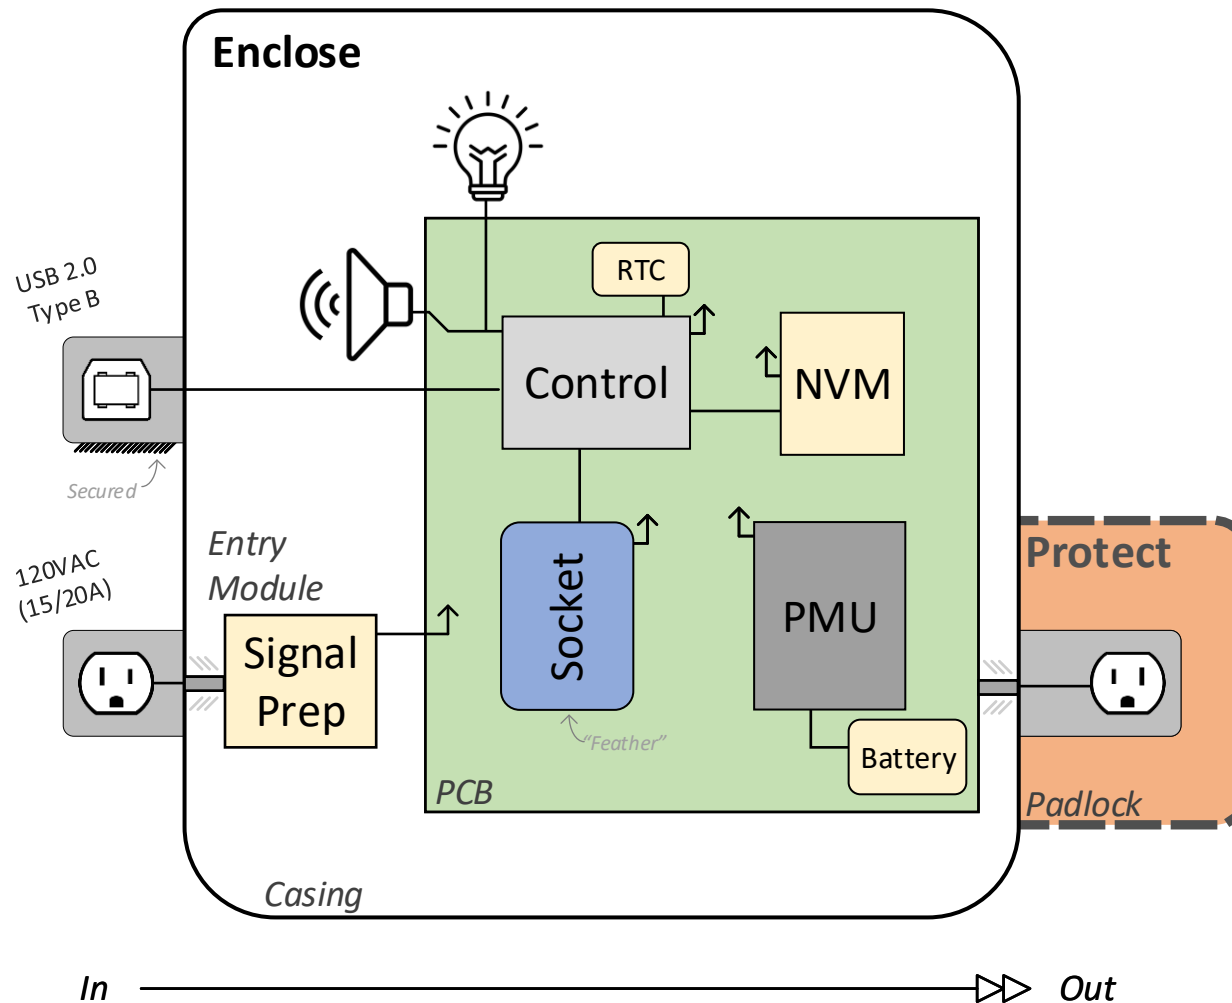 Enclose
USB 2.0
Type B
RTC
Control
NVM
Secured
Entry
Module
120VAC
(15/20A)
Signal
Prep
Socket
PMU
Protect
"Feather"
Battery
PCB
Padlock
Casing
In
Out